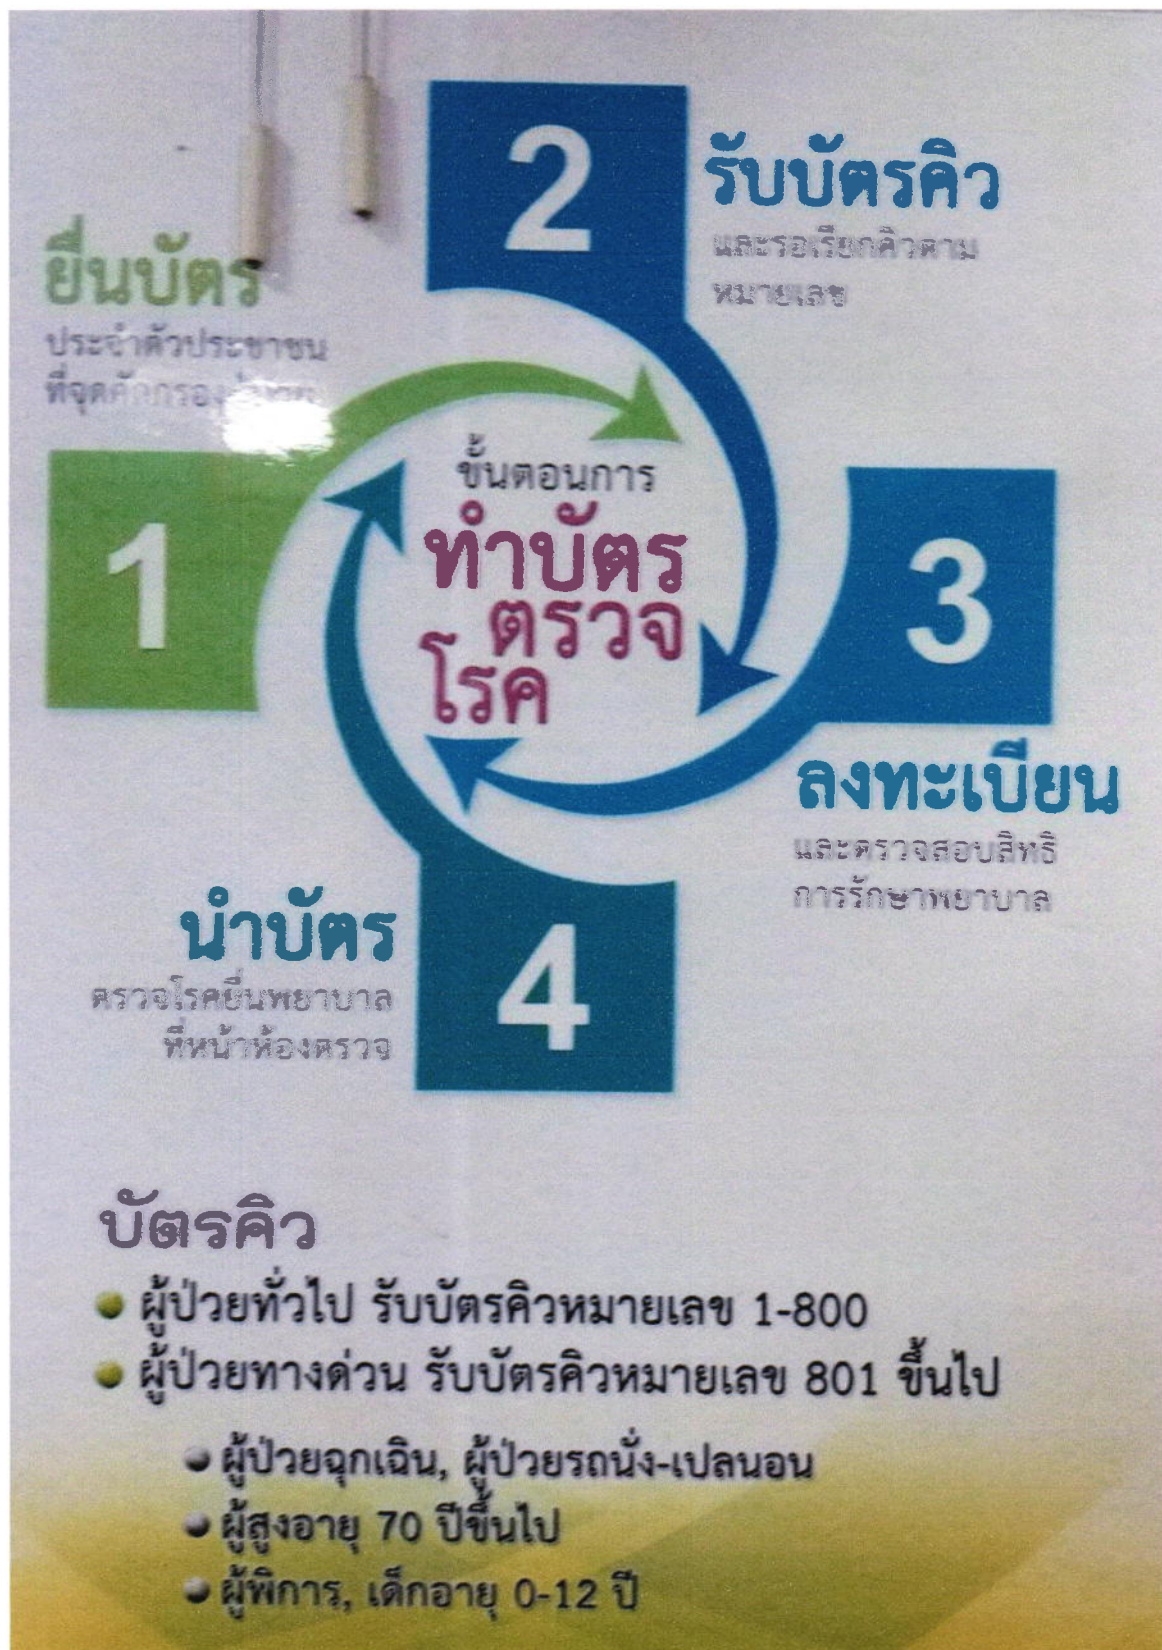 ขั้นตอนการ
ทำบัตร
ตรวจ
โรค
1
ยื่นบัตร
ประจำตัวประชาชน
ที่จุดคัดกรอง
2
รับบัตรคิว
และรอเรียกคิวตาม
หมายเลข
3
ลงทะเบียน
และตรวจสอบสิทธิ
การรักษาพยาบาล
4
นำบัตร
ตรวจโรคยื่นพยาบาล
ที่หน้าห้องตรวจ
บัตรคิว
ผู้ป่วยทั่วไป รับบัตรคิวหมายเลข 1-800
ผู้ป่วยทางด่วน รับบัตรคิวหมายเลข 801 ขึ้นไป
ผู้ป่วยฉุกเฉิน, ผู้ป่วยรถนั่ง-เปลนอน
ผู้สูงอายุ 70 ปีขึ้นไป
ผู้พิการ, เด็กอายุ 0-12 ปี